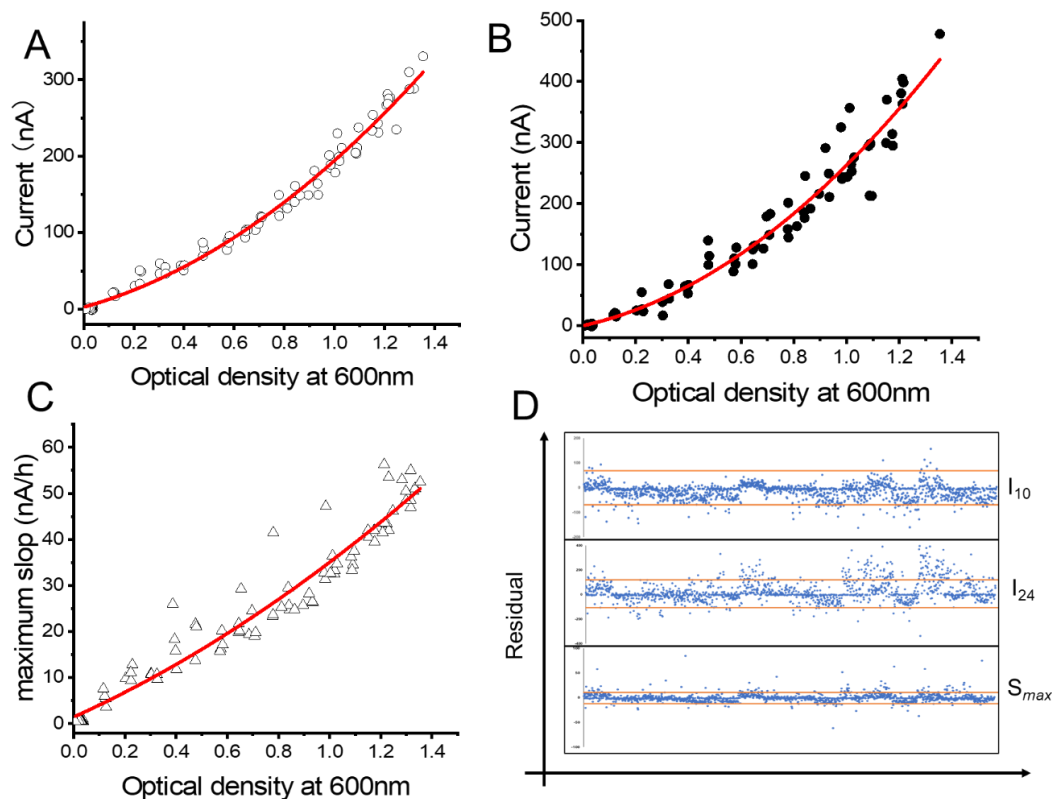 A
Current (nA)
300
200
100
0
0.0 0.2 0.4 0.6 0.8 1.0 1.2 1.4
Optical density at 600nm
B
Current (nA)
500
400
300
200
100
0
0.0 0.2 0.4 0.6 0.8 1.0 1.2 1.4
Optical density at 600nm
C
maximum slop (nA/h)
60
50
40
30
20
10
0
0.0 0.2 0.4 0.6 0.8 1.0 1.2 1.4
Optical density at 600nm
D
Residual
I10
I24
Smax